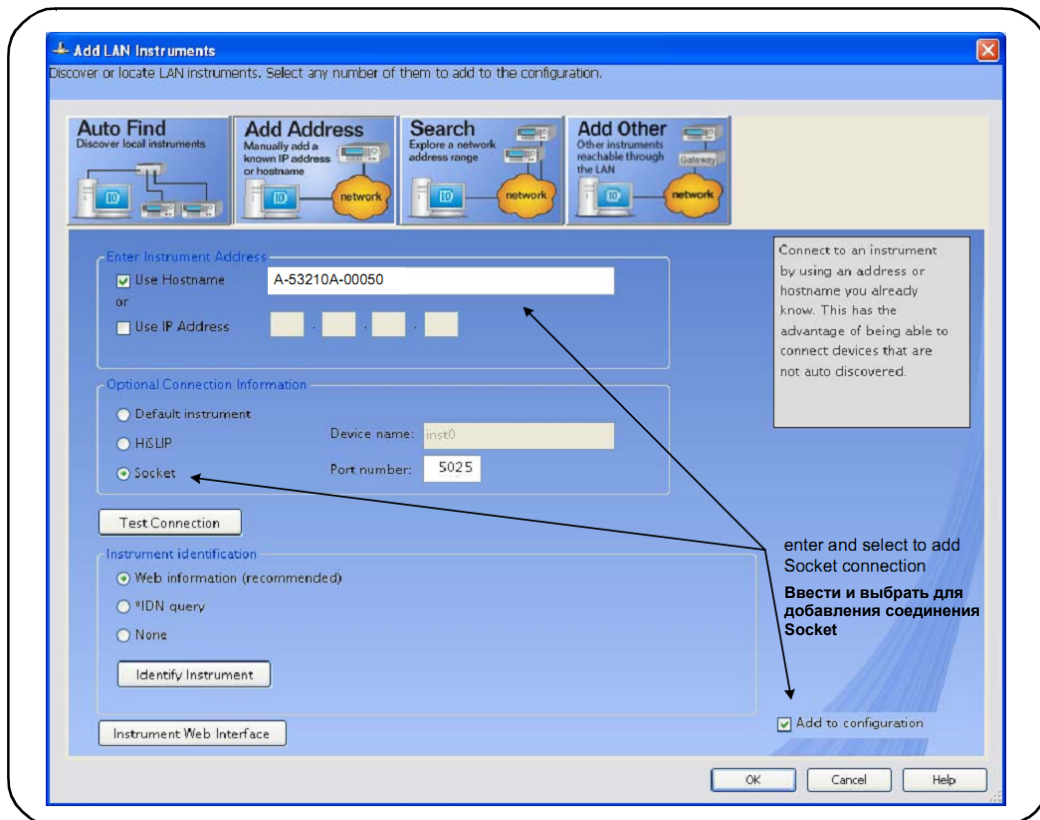 Add LAN Instruments
Discover or locate LAN instruments. Select any number of them to add to the configuration.
Auto Find
Discover local instruments
IO
Add Address
Manually add a
known IP address
or hostname
IO
network
Search
Explore a network
address range
IO
network
Add Other
Other instruments
reachable through
the LAN
Gateway
IO
network
Enter Instrument Address
Use Hostname
A-53210A-00050
or
Use IP Address
. . .
Connect to an instrument
by using an address or
hostname you already
know. This has the
advantage of being able to
connect devices that are
not auto discovered.
Optional Connection Information
Default instrument
HiSLIP
Socket
Device name: inst0
Port number: 5025
Test Connection
Instrument identification
Web information (recommended)
*IDN query
None
Identify Instrument
Instrument Web Interface
enter and select to add
Socket connection
Ввести и выбрать для
добавления соединения
Socket
Add to configuration
OK
Cancel
Help